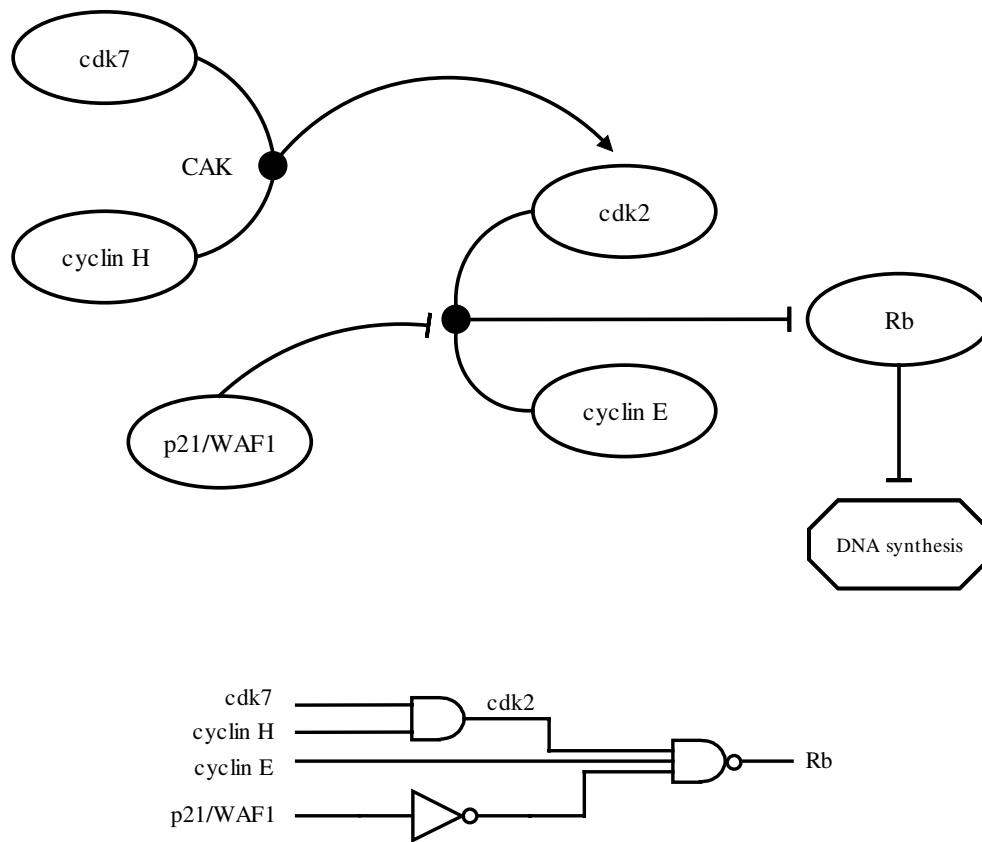 cdk7
CAK
cyclin H
cdk2
Rb
p21/WAF1
cyclin E
DNA synthesis
cdk7
cdk2
cyclin H
cyclin E
Rb
p21/WAF1